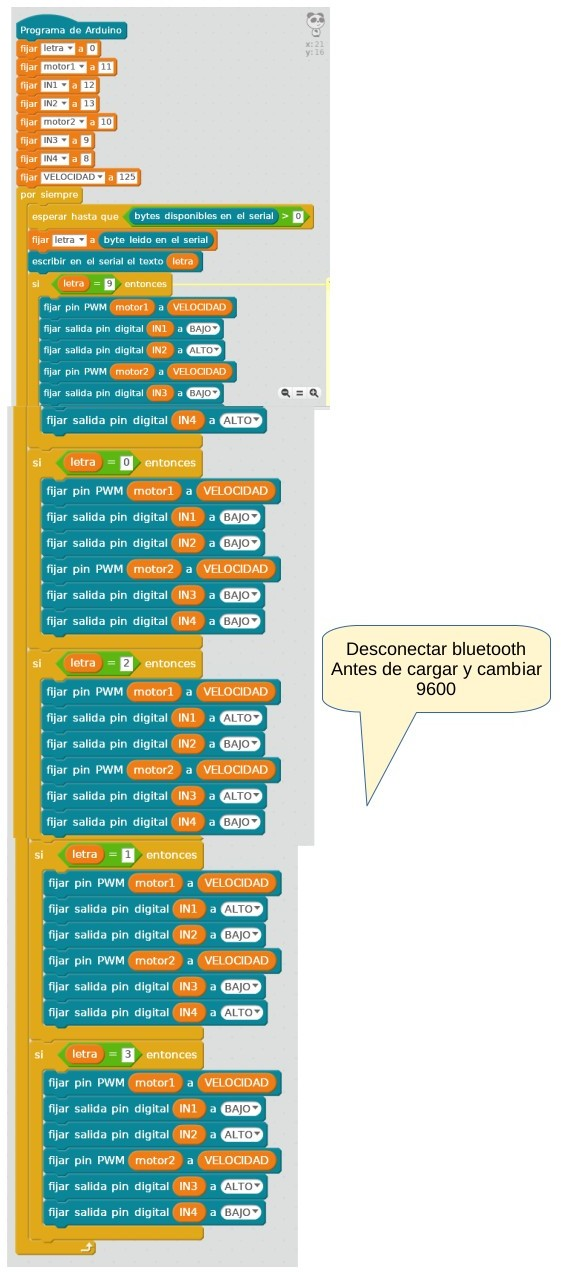 Programa de Arduino
fijar letra a 0
fijar motor1 a 11
fijar IN1 a 12
fijar IN2 a 13
fijar motor2 a 10
fijar IN3 a 9
fijar IN4 a 8
fijar VELOCIDAD a 125
x:21
y:16
por siempre
esperar hasta que bytes disponibles en el serial > 0
fijar letra a byte leido en el serial
escribir en el serial el texto letra
si letra = 9 entonces
fijar pin PWM motor1 a VELOCIDAD
fijar salida pin digital IN1 a BAJO
fijar salida pin digital IN2 a ALTO
fijar pin PWM motor2 a VELOCIDAD
fijar salida pin digital IN3 a BAJO
fijar salida pin digital IN4 a ALTO
si letra = 0 entonces
fijar pin PWM motor1 a VELOCIDAD
fijar salida pin digital IN1 a BAJO
fijar salida pin digital IN2 a BAJO
fijar pin PWM motor2 a VELOCIDAD
fijar salida pin digital IN3 a BAJO
fijar salida pin digital IN4 a BAJO
si letra = 2 entonces
fijar pin PWM motor1 a VELOCIDAD
fijar salida pin digital IN1 a ALTO
fijar salida pin digital IN2 a BAJO
fijar pin PWM motor2 a VELOCIDAD
fijar salida pin digital IN3 a ALTO
fijar salida pin digital IN4 a BAJO
si letra = 1 entonces
fijar pin PWM motor1 a VELOCIDAD
fijar salida pin digital IN1 a ALTO
fijar salida pin digital IN2 a BAJO
fijar pin PWM motor2 a VELOCIDAD
fijar salida pin digital IN3 a BAJO
fijar salida pin digital IN4 a ALTO
si letra = 3 entonces
fijar pin PWM motor1 a VELOCIDAD
fijar salida pin digital IN1 a BAJO
fijar salida pin digital IN2 a ALTO
fijar pin PWM motor2 a VELOCIDAD
fijar salida pin digital IN3 a ALTO
fijar salida pin digital IN4 a BAJO
Desconectar bluetooth
Antes de cargar y cambiar
9600